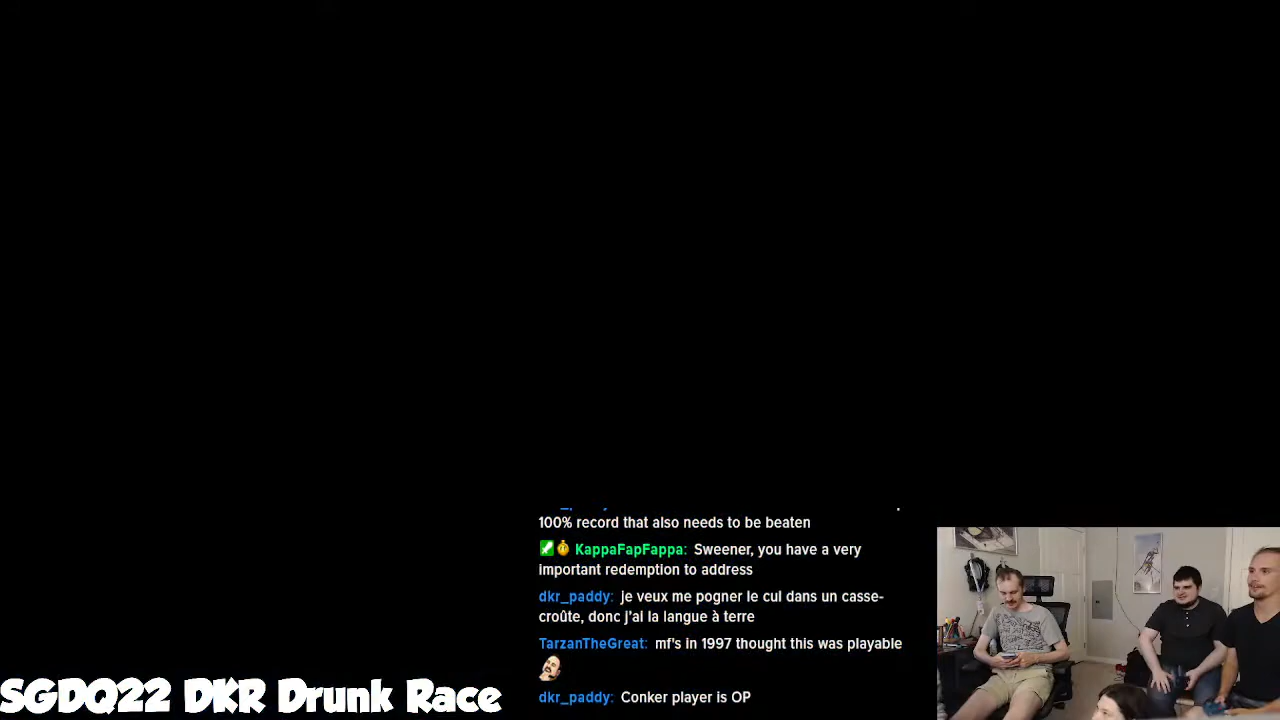 100% record that also needs to be beaten
KappaFapFappa: Sweener, you have a very
important redemption to address
dkr_paddy: je veux me pogner le cul dans un casse-
croûte, donc j'ai la langue à terre
TarzanTheGreat: mf's in 1997 thought this was playable
dkr_paddy: Conker player is OP
SGDQ22 DKR Drunk Race